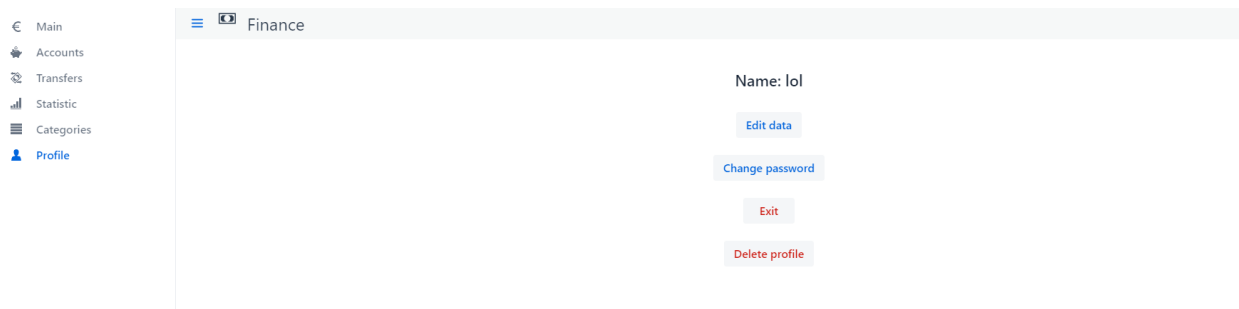 Main
Accounts
Transfers
Statistic
Categories
Profile
Finance
Name: lol
Edit data
Change password
Exit
Delete profile